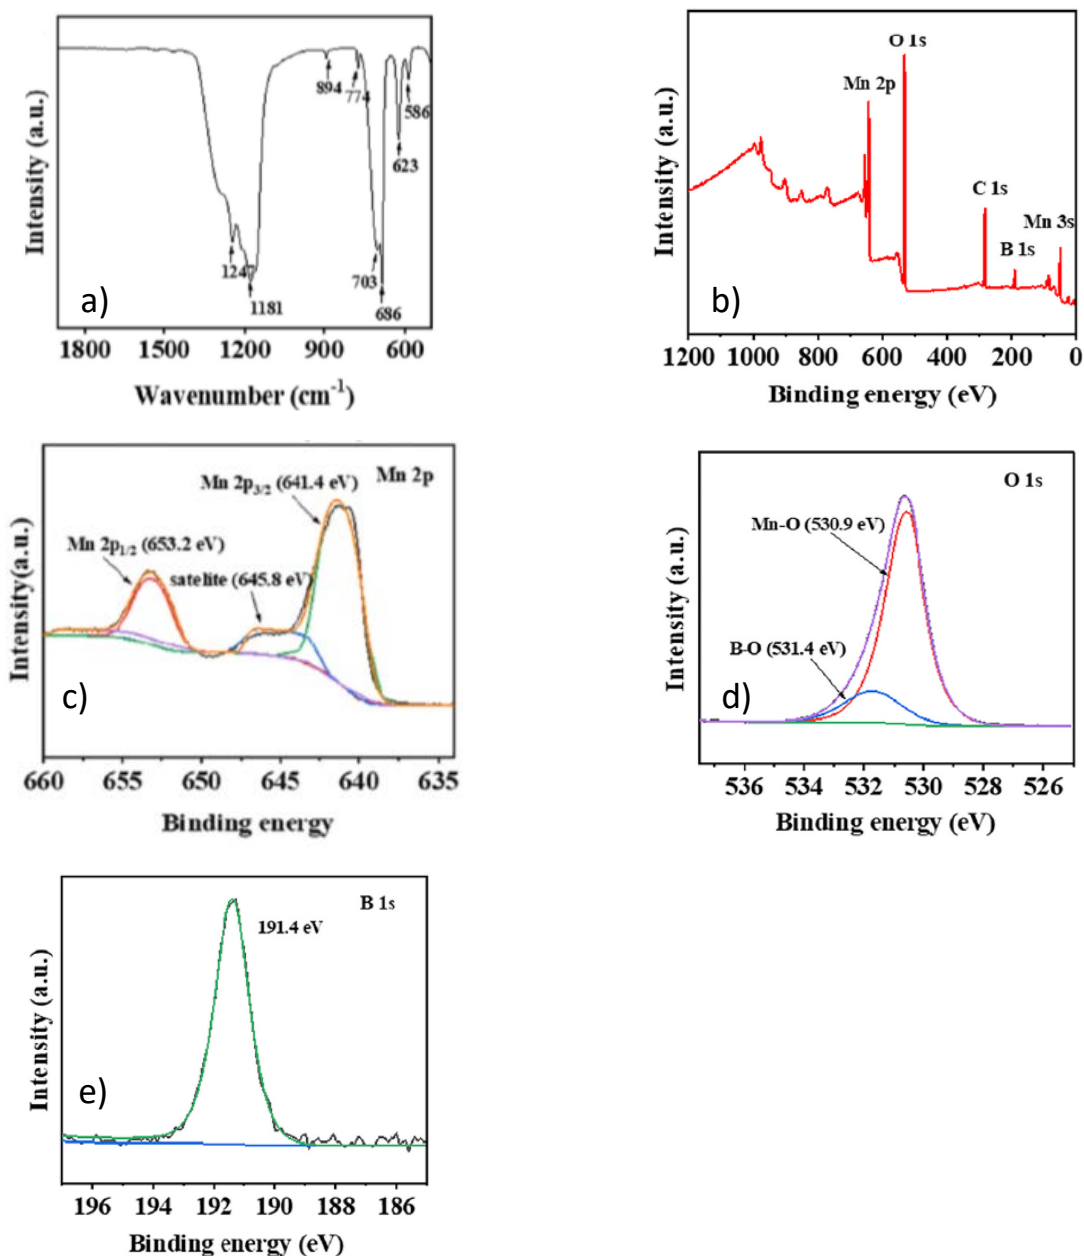 Intensity (a.u.)
894
774
586
623
1247
1181
703
686
a)
1800 1500 1200 900 600
Wavenumber (cm-1)
Intensity (a.u.)
O 1s
Mn 2p
C 1s
Mn 3s
B 1s
b)
1200 1000 800 600 400 200 0
Binding energy (eV)
Intensity(a.u.)
Mn 2p3/2 (641.4 eV)
Mn 2p
Mn 2p1/2 (653.2 eV)
satelite (645.8 eV)
c)
660 655 650 645 640 635
Binding energy
Intensity (a.u.)
O 1s
Mn-O (530.9 eV)
B-O (531.4 eV)
d)
536 534 532 530 528 526
Binding energy (eV)
Intensity (a.u.)
B 1s
191.4 eV
e)
196 194 192 190 188 186
Binding energy (eV)